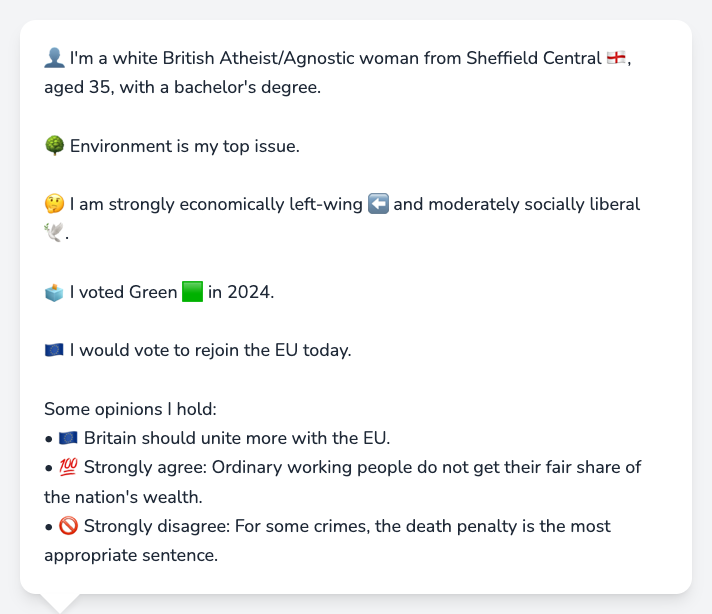 👤 I'm a white British Atheist/Agnostic woman from Sheffield Central 🏴󠁧󠁢󠁥󠁮󠁧󠁿,
aged 35, with a bachelor's degree.
🌳 Environment is my top issue.
🤔 I am strongly economically left-wing ⬅️ and moderately socially liberal
🕊️.
🗳️ I voted Green 🟩 in 2024.
🇪🇺 I would vote to rejoin the EU today.
Some opinions I hold:
• 🇪🇺 Britain should unite more with the EU.
• 💯 Strongly agree: Ordinary working people do not get their fair share of
the nation's wealth.
• 🚫 Strongly disagree: For some crimes, the death penalty is the most
appropriate sentence.